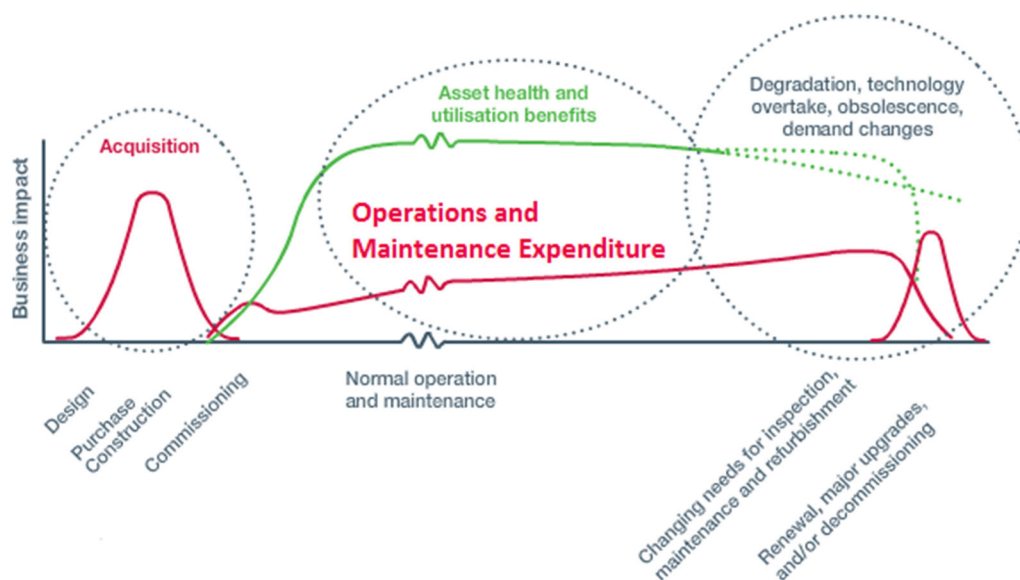 Acquisition
Asset health and
utilisation benefits
Degradation, technology
overtake, obsolescence,
demand changes
Operations and
Maintenance Expenditure
Business impact
Design
Purchase
Construction
Commissioning
Normal operation
and maintenance
Changing needs for inspection,
maintenance and refurbishment
Renewal, major upgrades,
and/or decommissioning